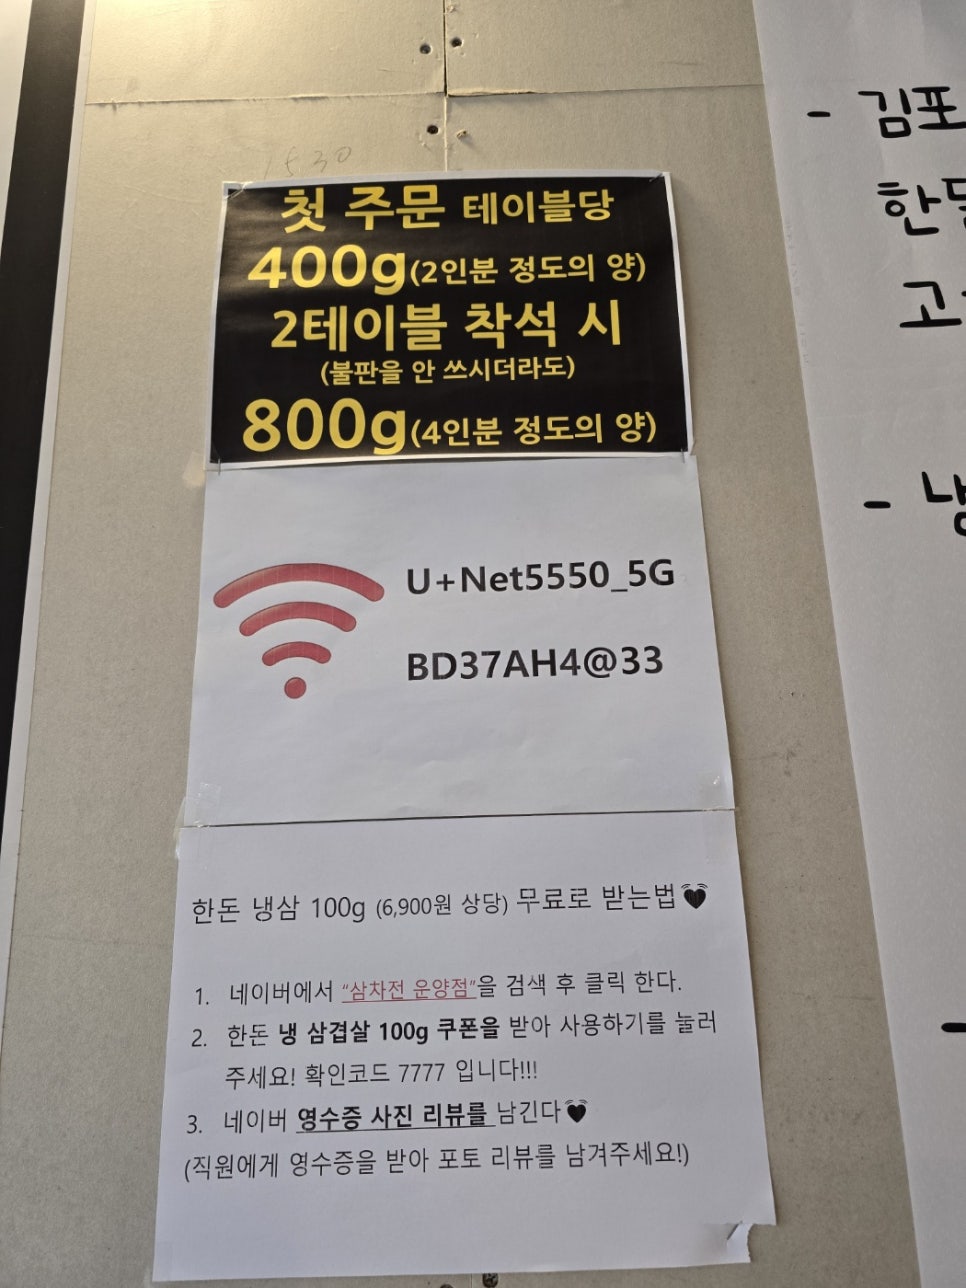 1530
첫 주문 테이블당
400g(2인분 정도의 양)
2테이블 착석 시
(불판을 안 쓰시더라도)
800g(4인분 정도의 양)
U+Net5550_5G
BD37AH4@33
한돈 냉삼 100g (6,900원 상당) 무료로 받는법
1. 네이버에서 “삼차전 운양점”을 검색 후 클릭 한다.
2. 한돈 냉 삼겹살 100g 쿠폰을 받아 사용하기를 눌러
주세요! 확인코드 7777 입니다!!!
3. 네이버 영수증 사진 리뷰를 남긴다
(직원에게 영수증을 받아 포토 리뷰를 남겨주세요!)
- 김포
한
고
- 냉
-